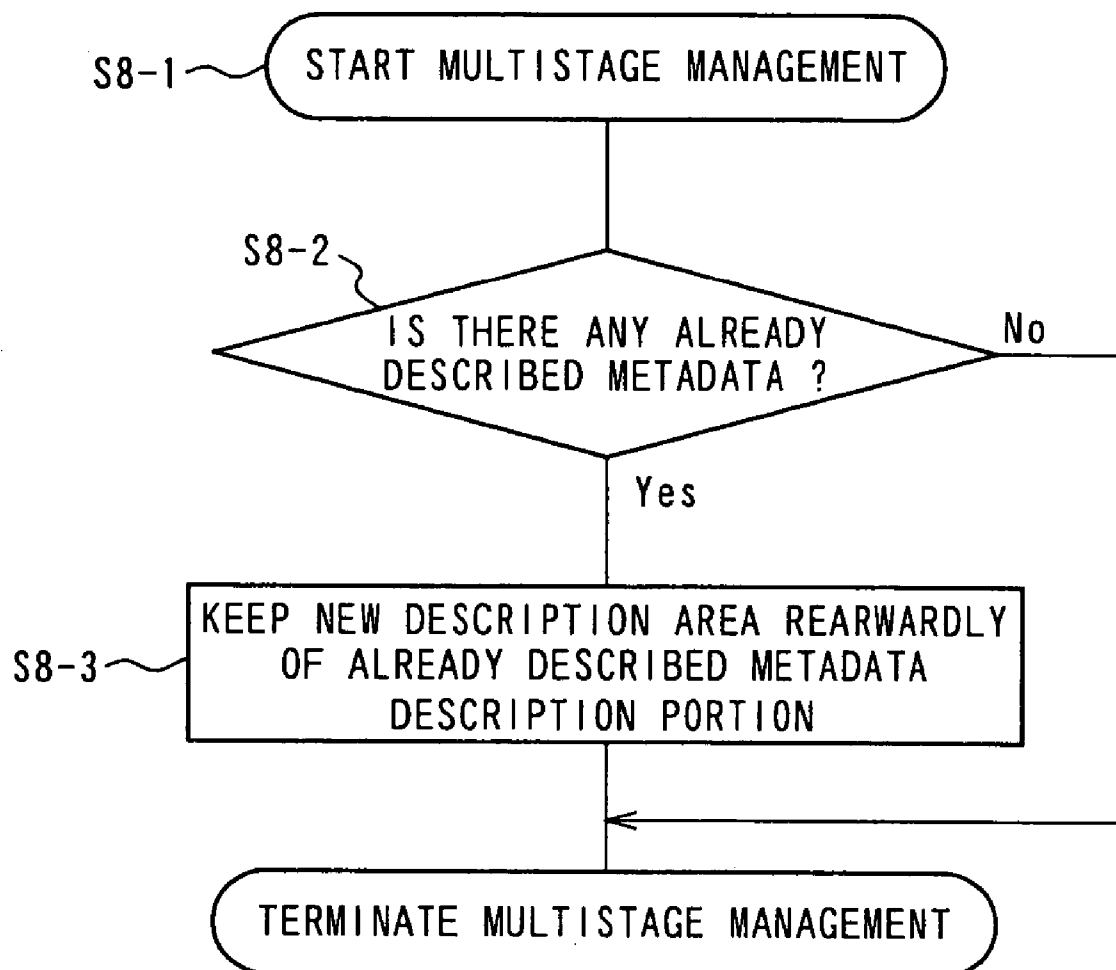 S8-1
START MULTISTAGE MANAGEMENT
S8-2
IS THERE ANY ALREADY
DESCRIBED METADATA ?
No
Yes
S8-3
KEEP NEW DESCRIPTION AREA REARWARDLY
OF ALREADY DESCRIBED METADATA
DESCRIPTION PORTION
TERMINATE MULTISTAGE MANAGEMENT